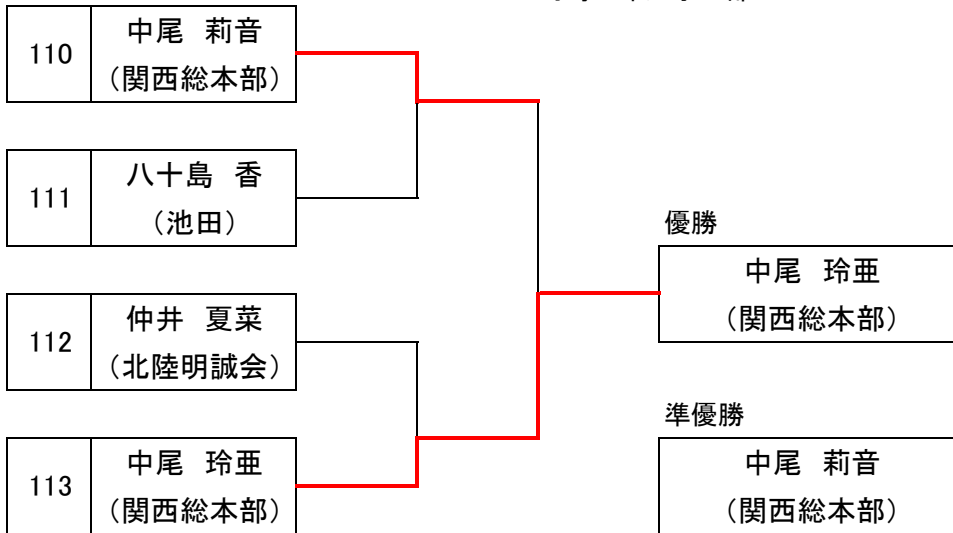 110
中尾　莉音
（関西総本部）
111
八十島　香
（池田）
優勝
中尾　玲亜
（関西総本部）
112
仲井　夏菜
（北陸明誠会）
準優勝
113
中尾　玲亜
（関西総本部）
中尾　莉音
（関西総本部）